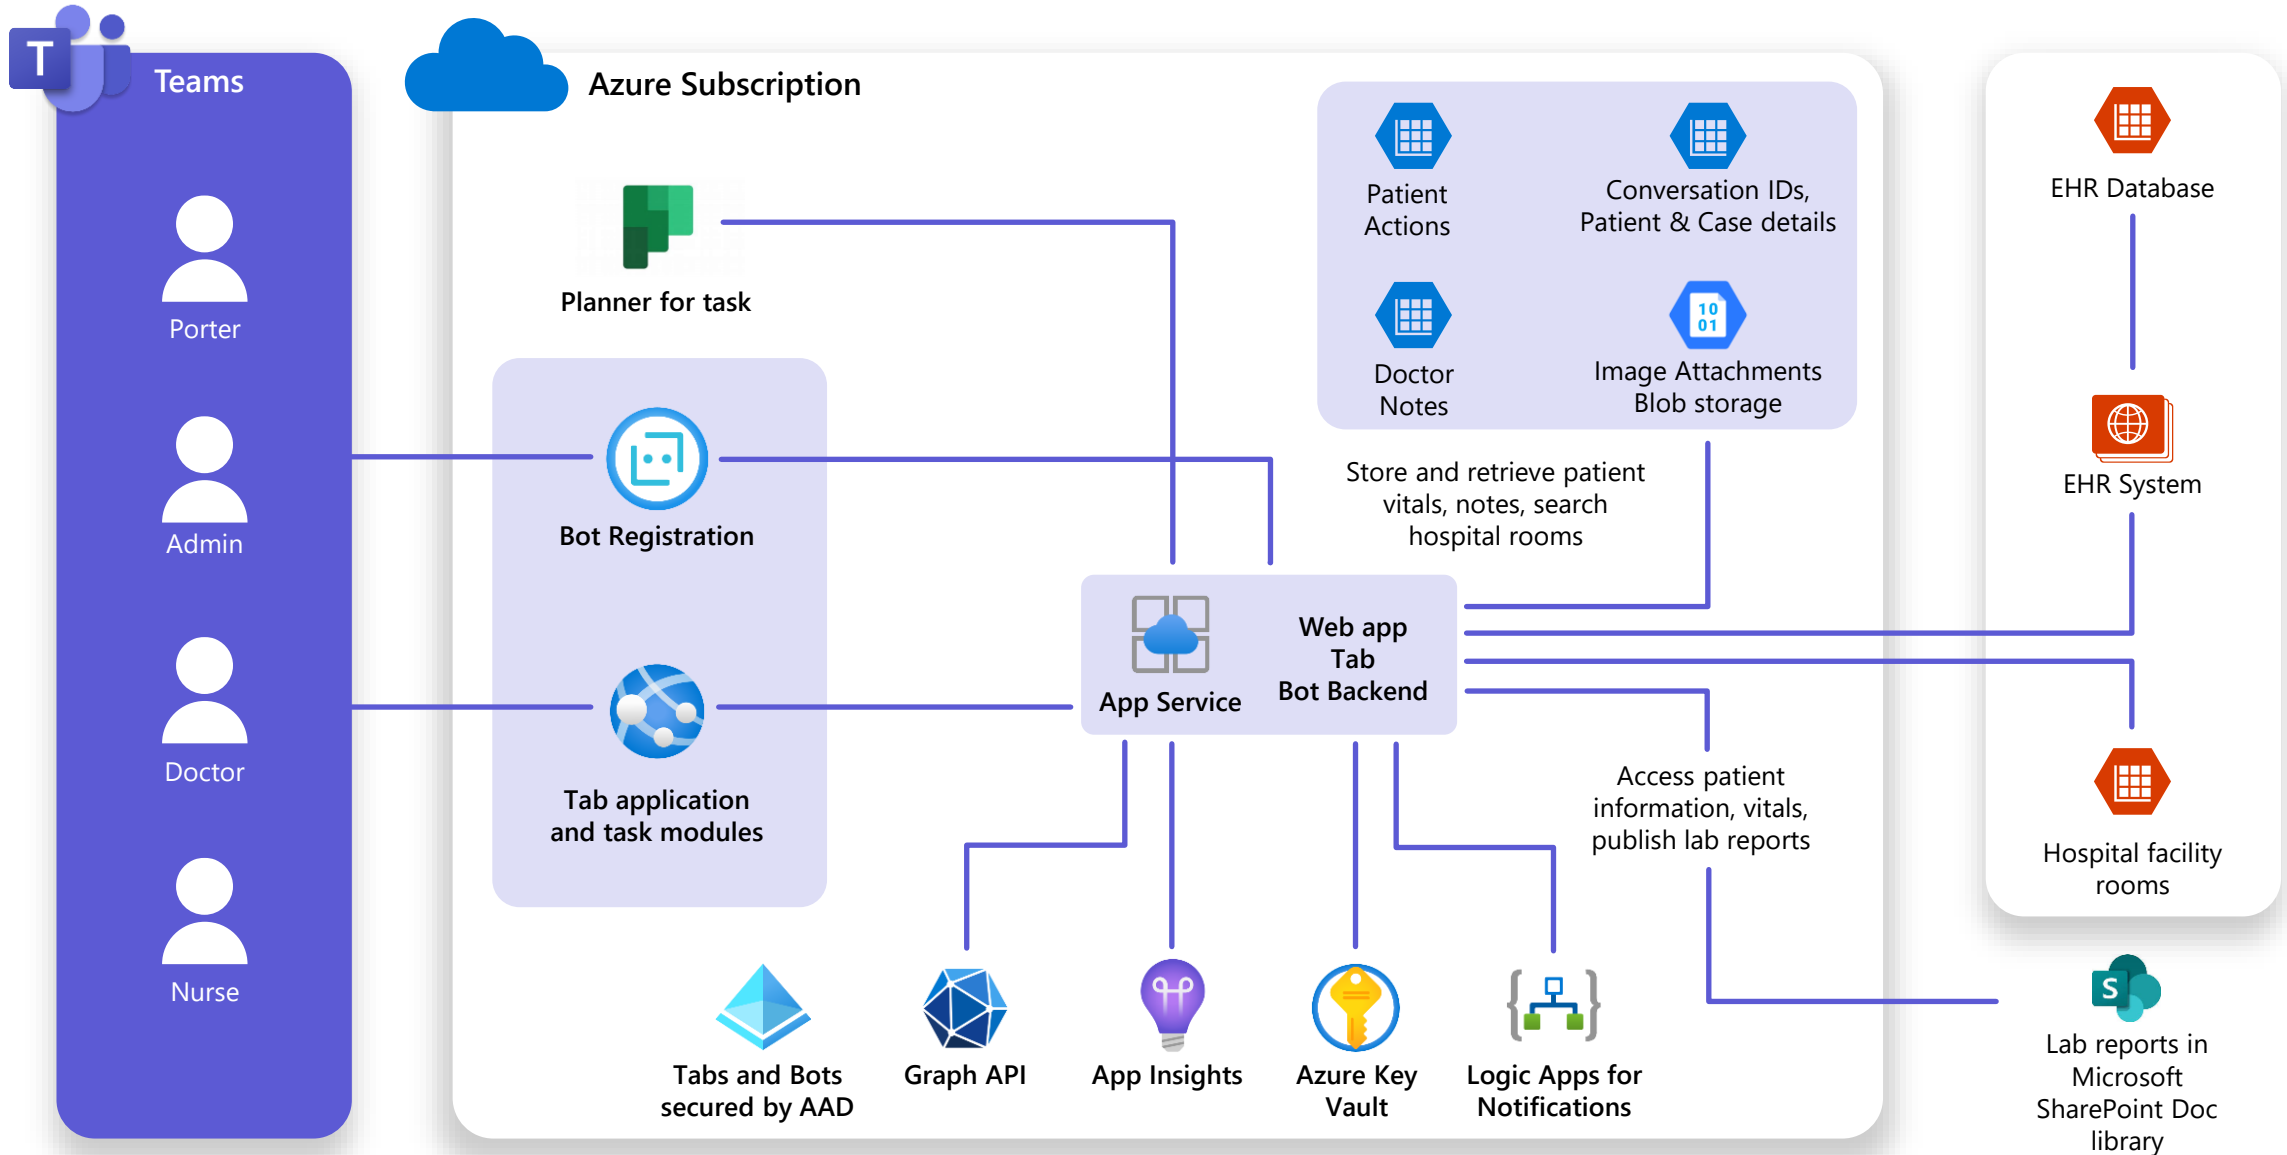 T
Teams
Porter
Admin
Doctor
Nurse
Azure Subscription
Planner for task
Bot Registration
Tab application
and task modules
Patient
Actions
Conversation IDs,
Patient & Case details
Doctor
Notes
10
01
Image Attachments
Blob storage
Store and retrieve patient
vitals, notes, search
hospital rooms
App Service
Web app
Tab
Bot Backend
Access patient
information, vitals,
publish lab reports
Tabs and Bots
secured by AAD
Graph API
App Insights
Azure Key
Vault
Logic Apps for
Notifications
EHR Database
EHR System
Hospital facility
rooms
S
Lab reports in
Microsoft
SharePoint Doc
library